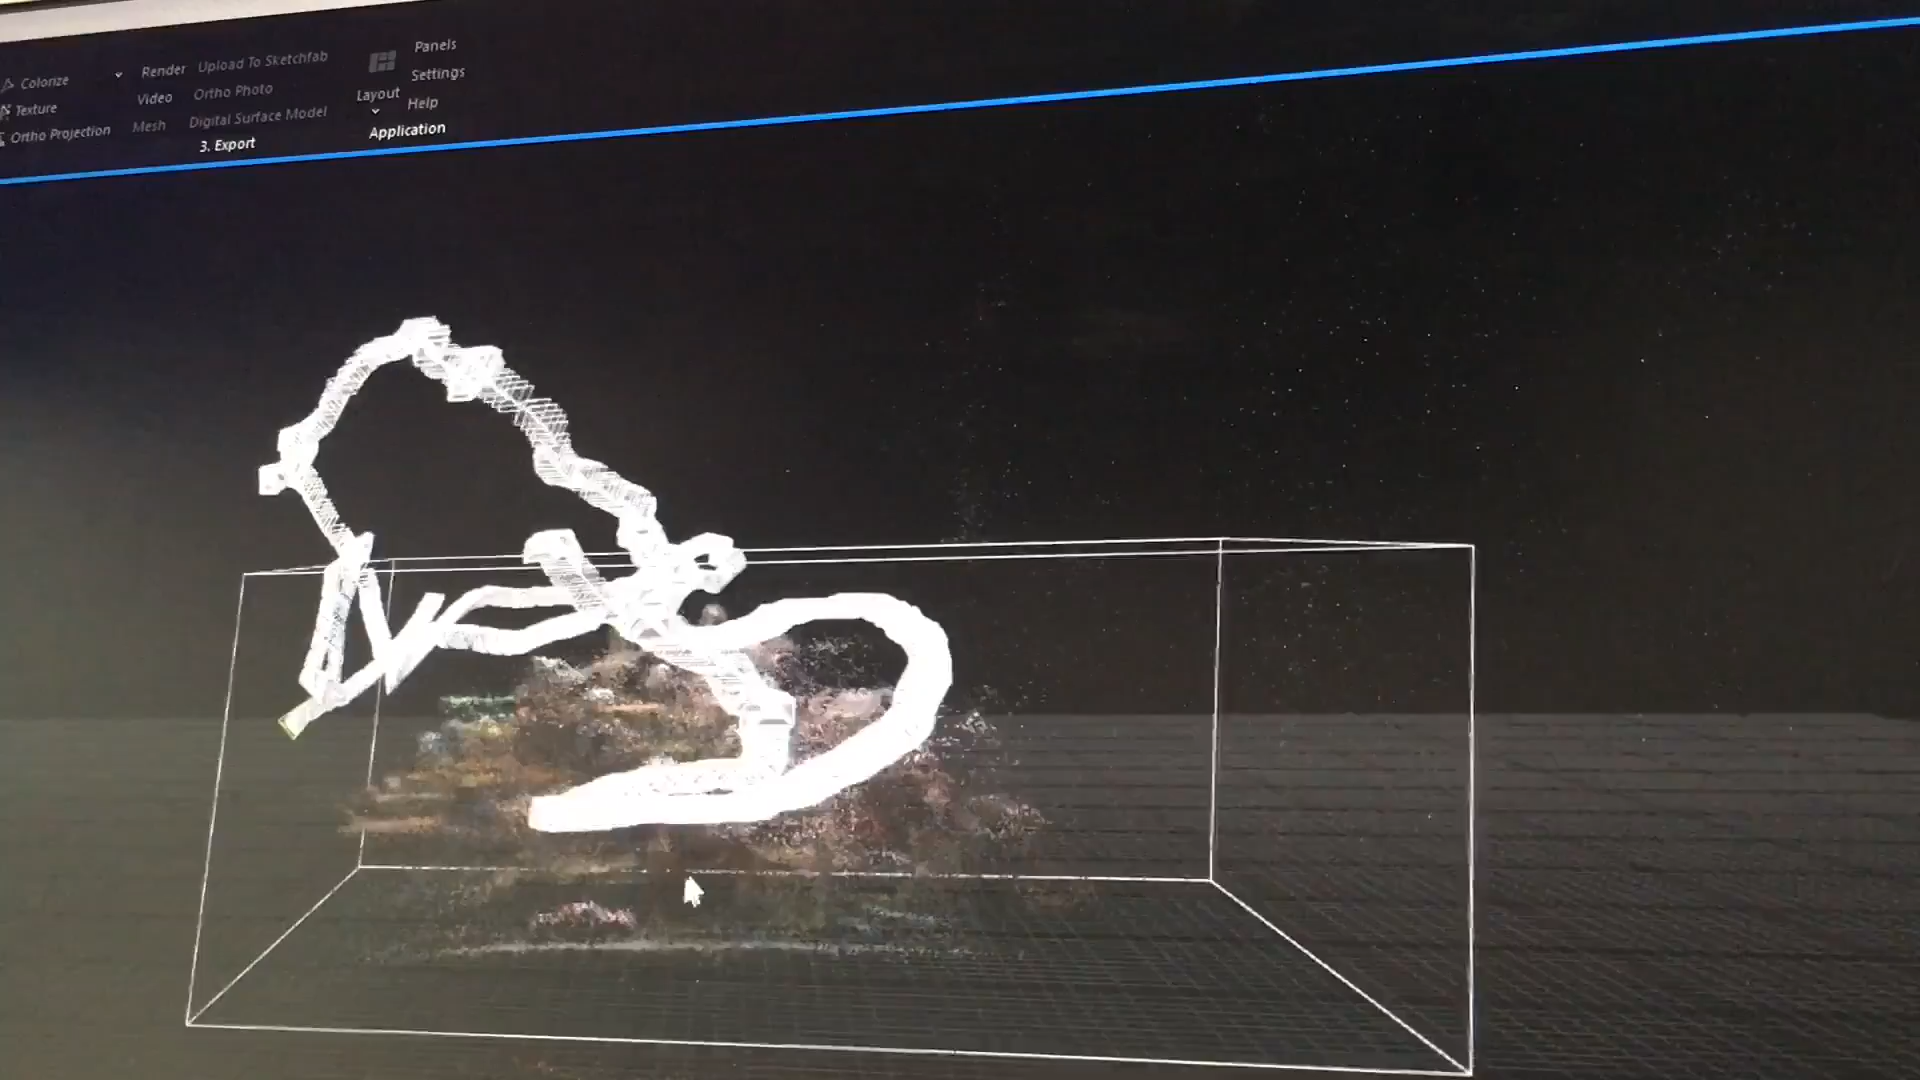 Colorize
Texture
Ortho Projection
Render
Video
Mesh
Upload To Sketchfab
Ortho Photo
Digital Surface Model
3. Export
Layout
Panels
Settings
Help
Application